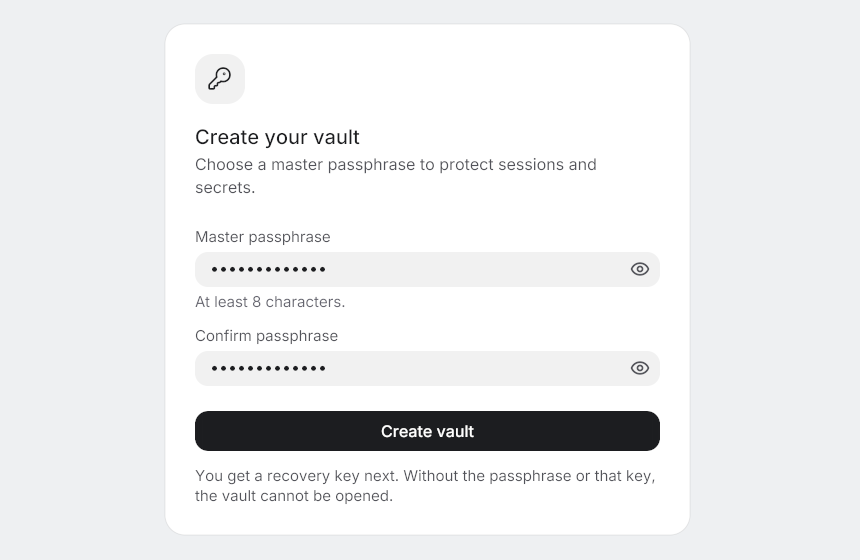 Create your vault
Choose a master passphrase to protect sessions and
secrets.
Master passphrase
•••••••••••••
At least 8 characters.
Confirm passphrase
•••••••••••••
Create vault
You get a recovery key next. Without the passphrase or that key,
the vault cannot be opened.